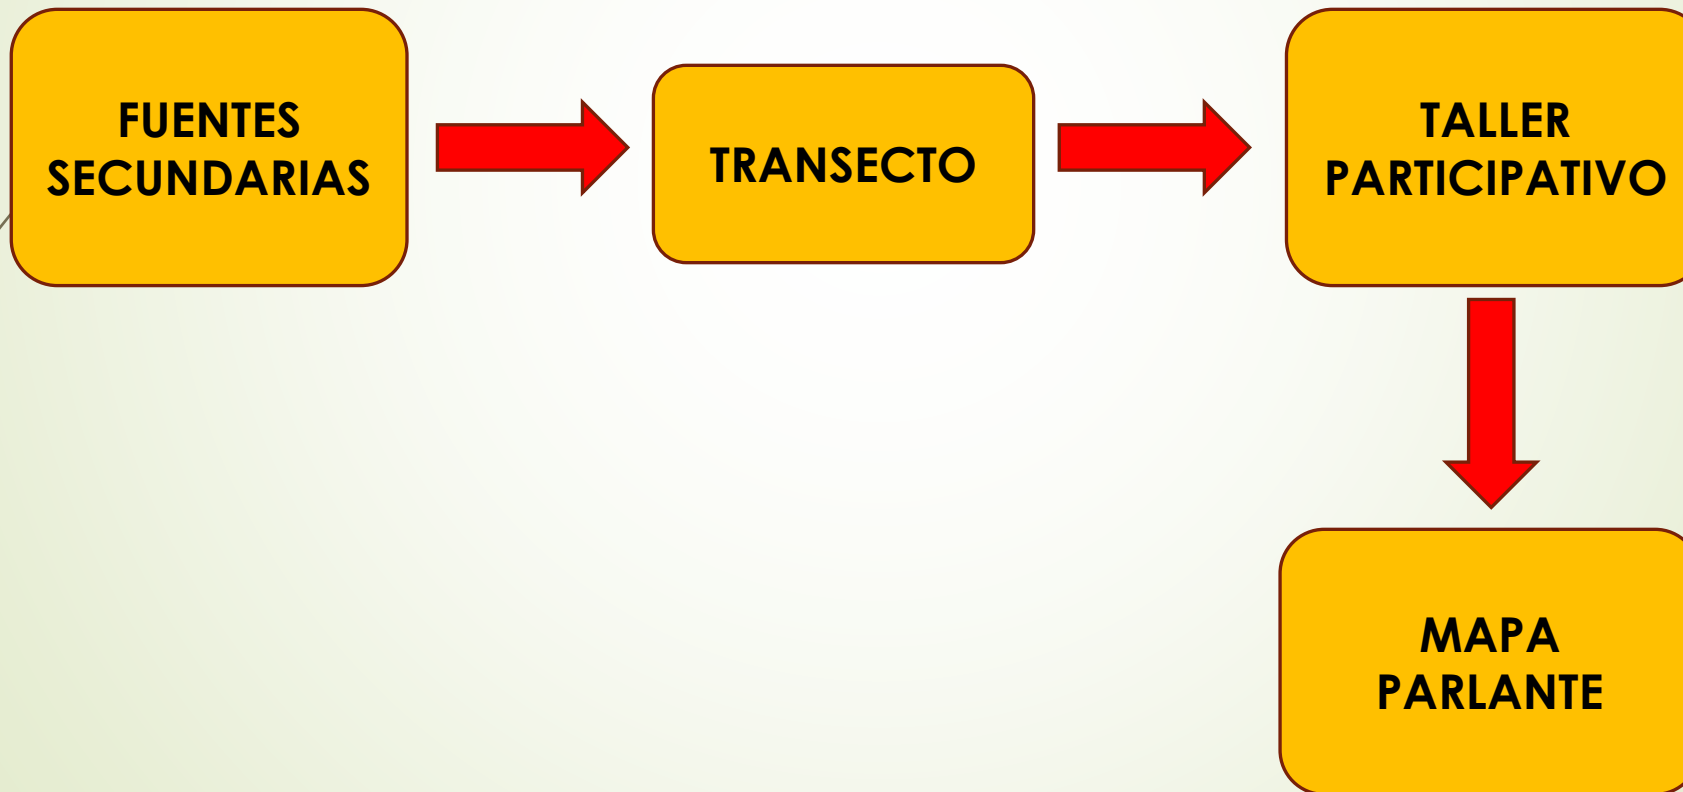 FUENTES
SECUNDARIAS
TRANSECTO
TALLER
PARTICIPATIVO
MAPA
PARLANTE